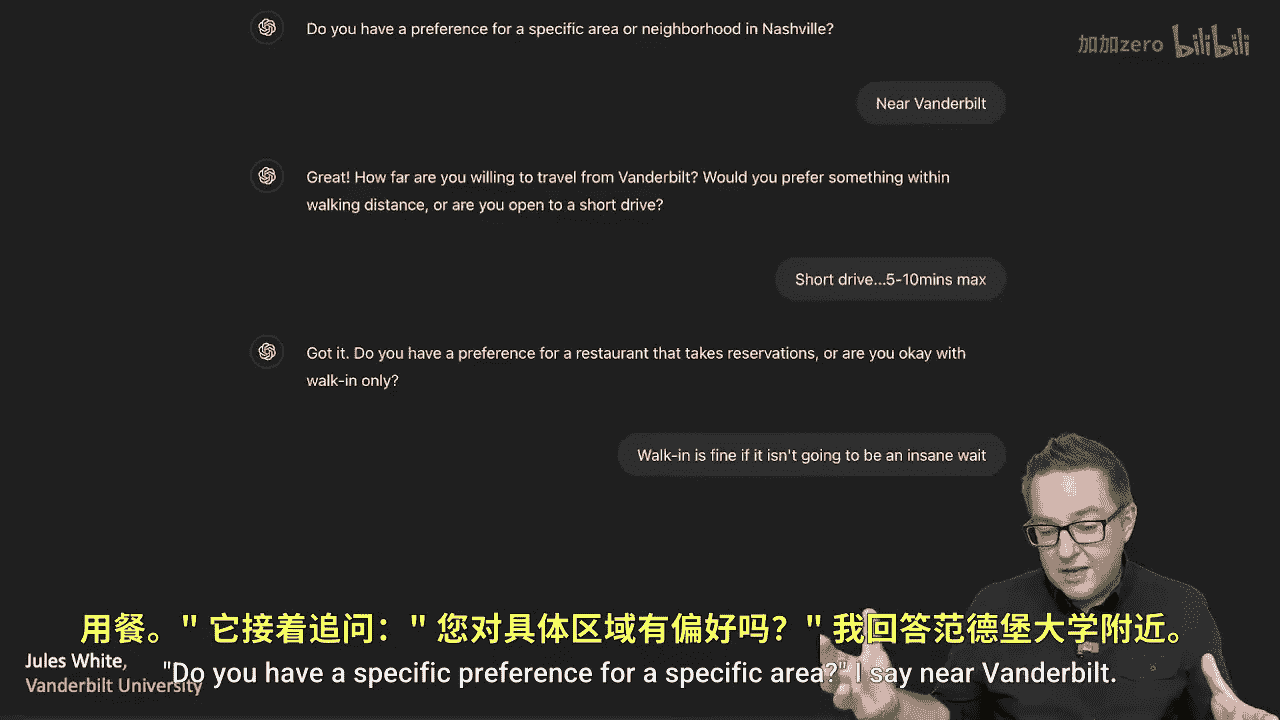 Do you have a preference for a specific area or neighborhood in Nashville?
加加zero bilibili
Near Vanderbilt
Great! How far are you willing to travel from Vanderbilt? Would you prefer something within
walking distance, or are you open to a short drive?
Short drive...5-10mins max
Got it. Do you have a preference for a restaurant that takes reservations, or are you okay with
walk-in only?
Walk-in is fine if it isn't going to be an insane wait
用餐。" 它接着追问："您对具体区域有偏好吗？" 我回答范德堡大学附近。
Jules White,
Vanderbilt University
"Do you have a specific preference for a specific area?" I say near Vanderbilt.